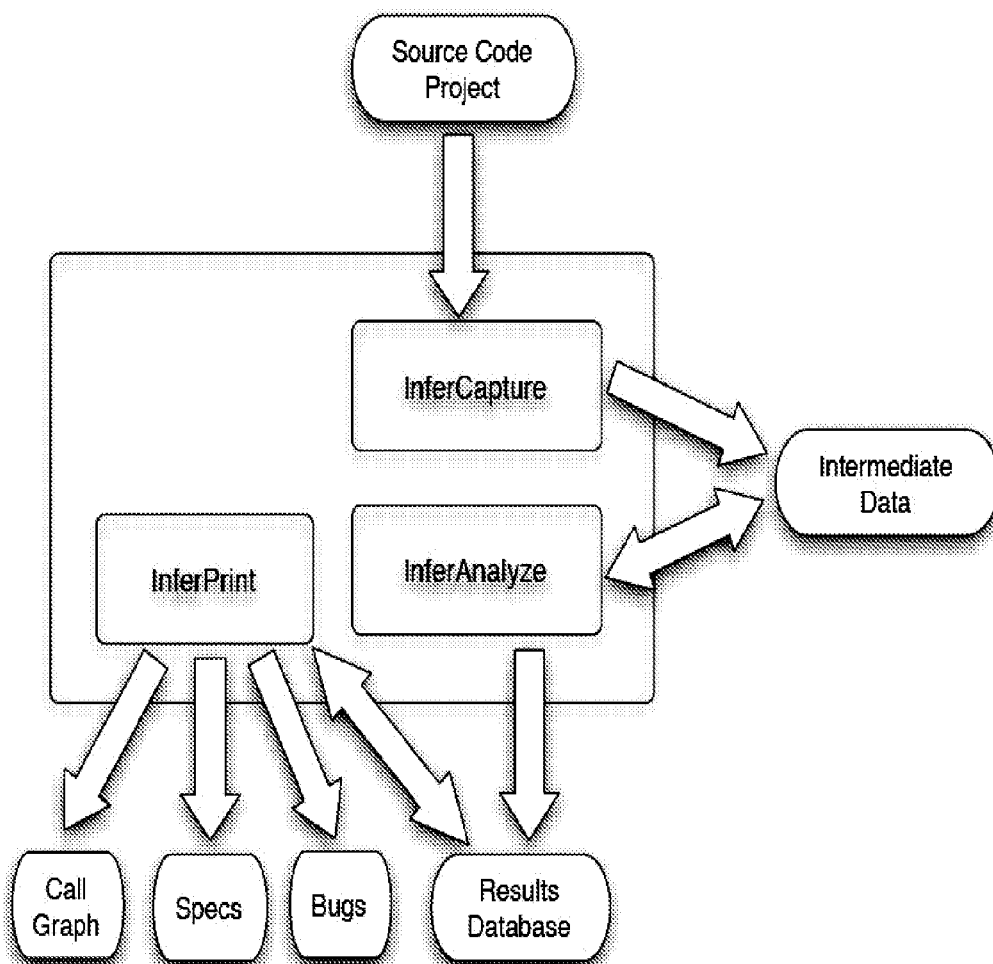 Source Code
Project
InferCapture
Intermediate
Data
InferAnalyze
InferPrint
Call
Graph
Specs
Bugs
Results
Database